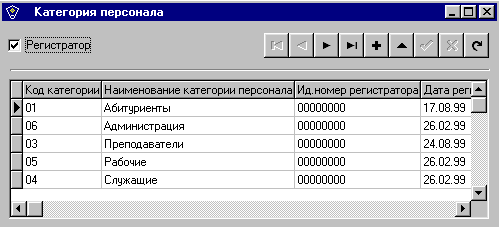 Категория персонала
Регистратор
Код категории Наименование категории персонала Ид.номер регистратора Дата рег
01 Абитуриенты 00000000 17.08.99
06 Администрация 00000000 26.02.99
03 Преподаватели 00000000 24.08.99
05 Рабочие 00000000 26.02.99
04 Служащие 00000000 26.02.99